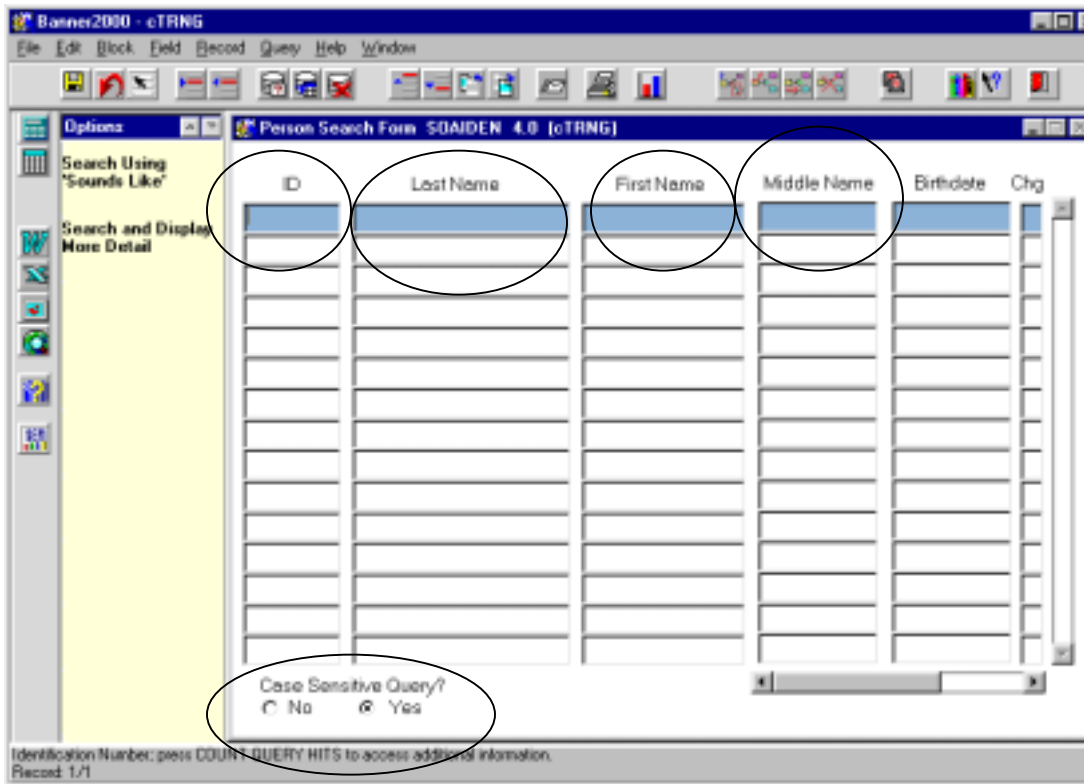 Banner2000 - cTRNG
File Edit Block Field Record Query Help Window
Options
Person Search Form SOAIDEN 4.0 (cTRNG)
Search Using
'Sounds Like'
Search and Display
More Detail
ID Last Name First Name Middle Name Birthdate Chg
Case Sensitive Query?
No Yes
Identification Number; press COUNT QUERY HITS to access additional information.
Record: 1/1